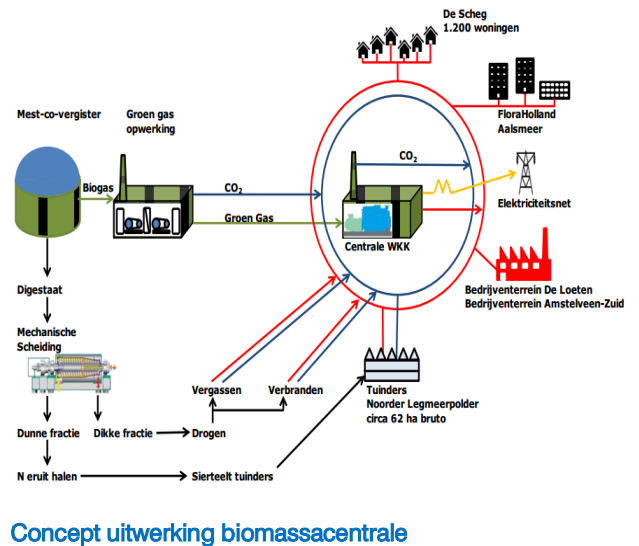 De Scheg
1.200 woningen
Mest-co-vergister
Groen gas
opwerking
FloraHolland
Aalsmeer
CO2
Biogas
CO2
Elektriciteitsnet
Groen Gas
Centrale WKK
Digestaat
Bedrijventerrein De Loeten
Bedrijventerrein Amstelveen-Zuid
Mechanische
Scheiding
Vergassen
Verbranden
Tuinders
Noorder Legmeerpolder
circa 62 ha bruto
Dunne fractie
Dikke fractie
Drogen
N eruit halen
Sierteelt tuinders
Concept uitwerking biomassacentrale